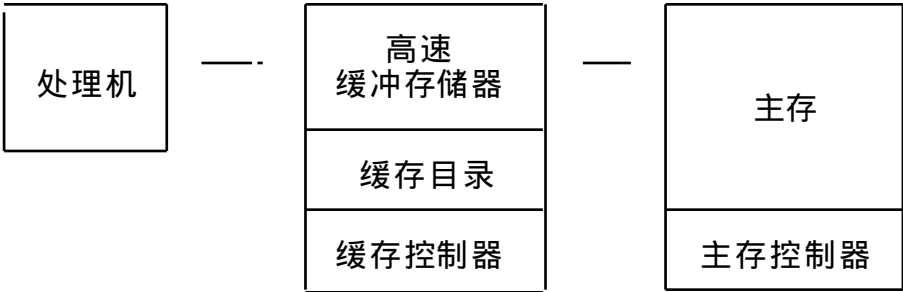 处理机
高速
缓冲存储器
缓存目录
缓存控制器
主存
主存控制器